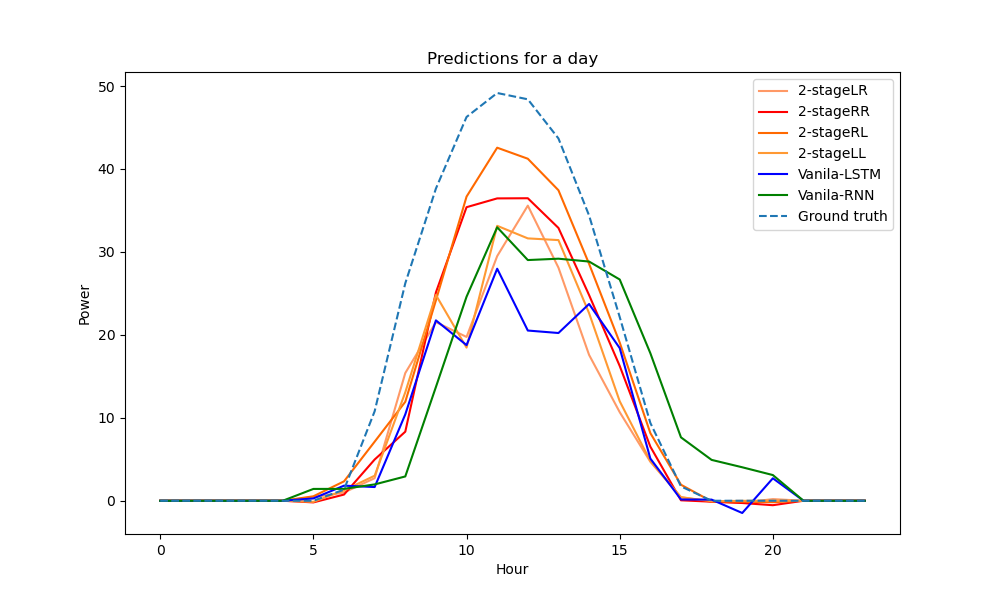 Predictions for a day
2-stageLR
2-stageRR
2-stageRL
2-stageLL
Vanila-LSTM
Vanila-RNN
Ground truth
50
40
30
20
10
0
Power
0 5 10 15 20
Hour